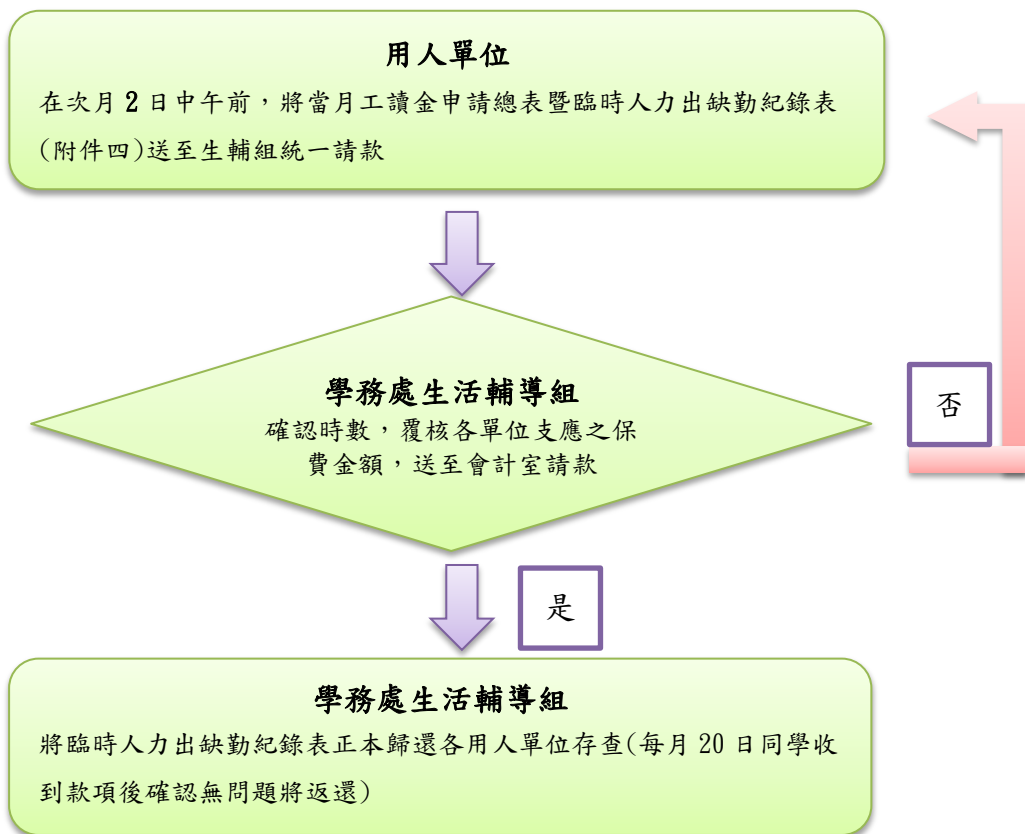 用人單位
在次月 2 日中午前，將當月工讀金申請總表暨臨時人力出缺勤紀錄表
(附件四)送至生輔組統一請款
學務處生活輔導組
確認時數，覆核各單位支應之保
費金額，送至會計室請款
否
是
學務處生活輔導組
將臨時人力出缺勤紀錄表正本歸還各用人單位存查(每月 20 日同學收
到款項後確認無問題將返還)